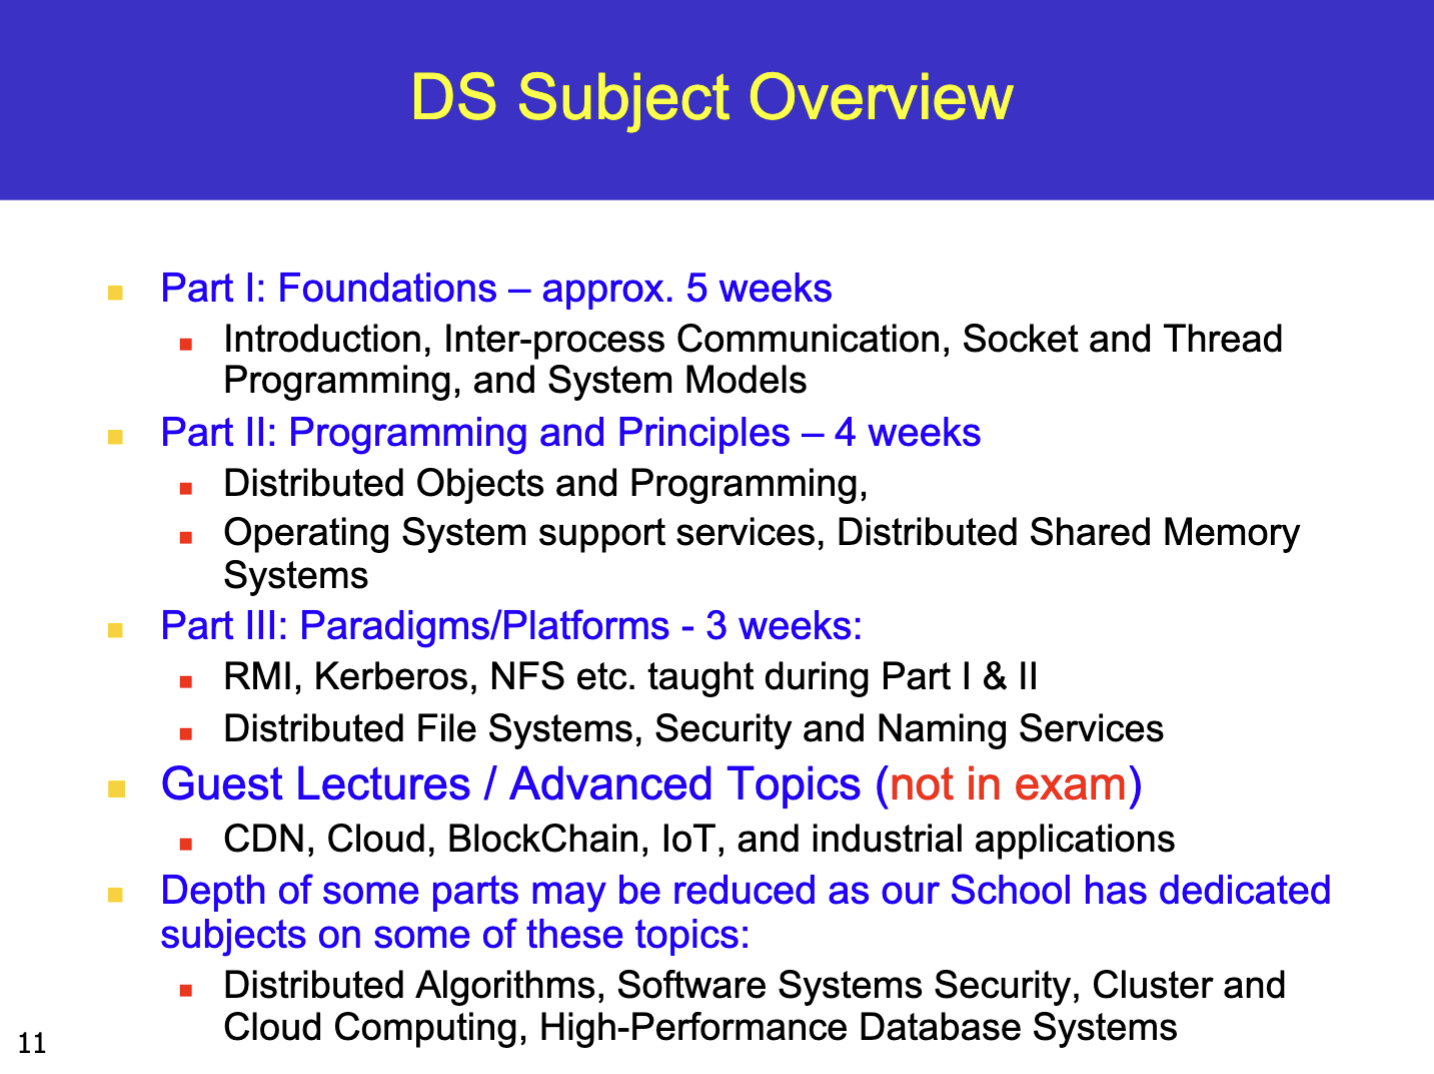 DS Subject Overview
Part I: Foundations – approx. 5 weeks
Introduction, Inter-process Communication, Socket and Thread
Programming, and System Models
Part II: Programming and Principles – 4 weeks
Distributed Objects and Programming,
Operating System support services, Distributed Shared Memory
Systems
Part III: Paradigms/Platforms - 3 weeks:
RMI, Kerberos, NFS etc. taught during Part I & II
Distributed File Systems, Security and Naming Services
Guest Lectures / Advanced Topics (not in exam)
CDN, Cloud, BlockChain, IoT, and industrial applications
Depth of some parts may be reduced as our School has dedicated
subjects on some of these topics:
Distributed Algorithms, Software Systems Security, Cluster and
Cloud Computing, High-Performance Database Systems
11